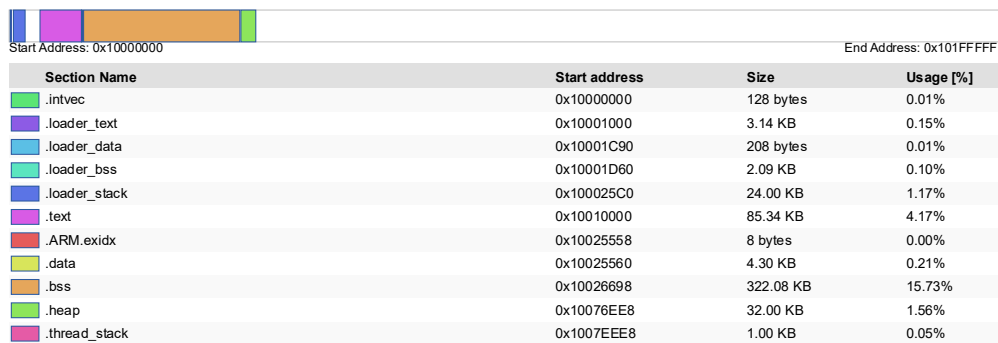 Start Address: 0x10000000 End Address: 0x101FFFFF
Section Name Start address Size Usage [%]
.intvec 0x10000000 128 bytes 0.01%
.loader_text 0x10001000 3.14 KB 0.15%
.loader_data 0x10001C90 208 bytes 0.01%
.loader_bss 0x10001D60 2.09 KB 0.10%
.loader_stack 0x100025C0 24.00 KB 1.17%
.text 0x10010000 85.34 KB 4.17%
.ARM.exidx 0x10025558 8 bytes 0.00%
.data 0x10025560 4.30 KB 0.21%
.bss 0x10026698 322.08 KB 15.73%
.heap 0x10076EE8 32.00 KB 1.56%
.thread_stack 0x1007EEE8 1.00 KB 0.05%